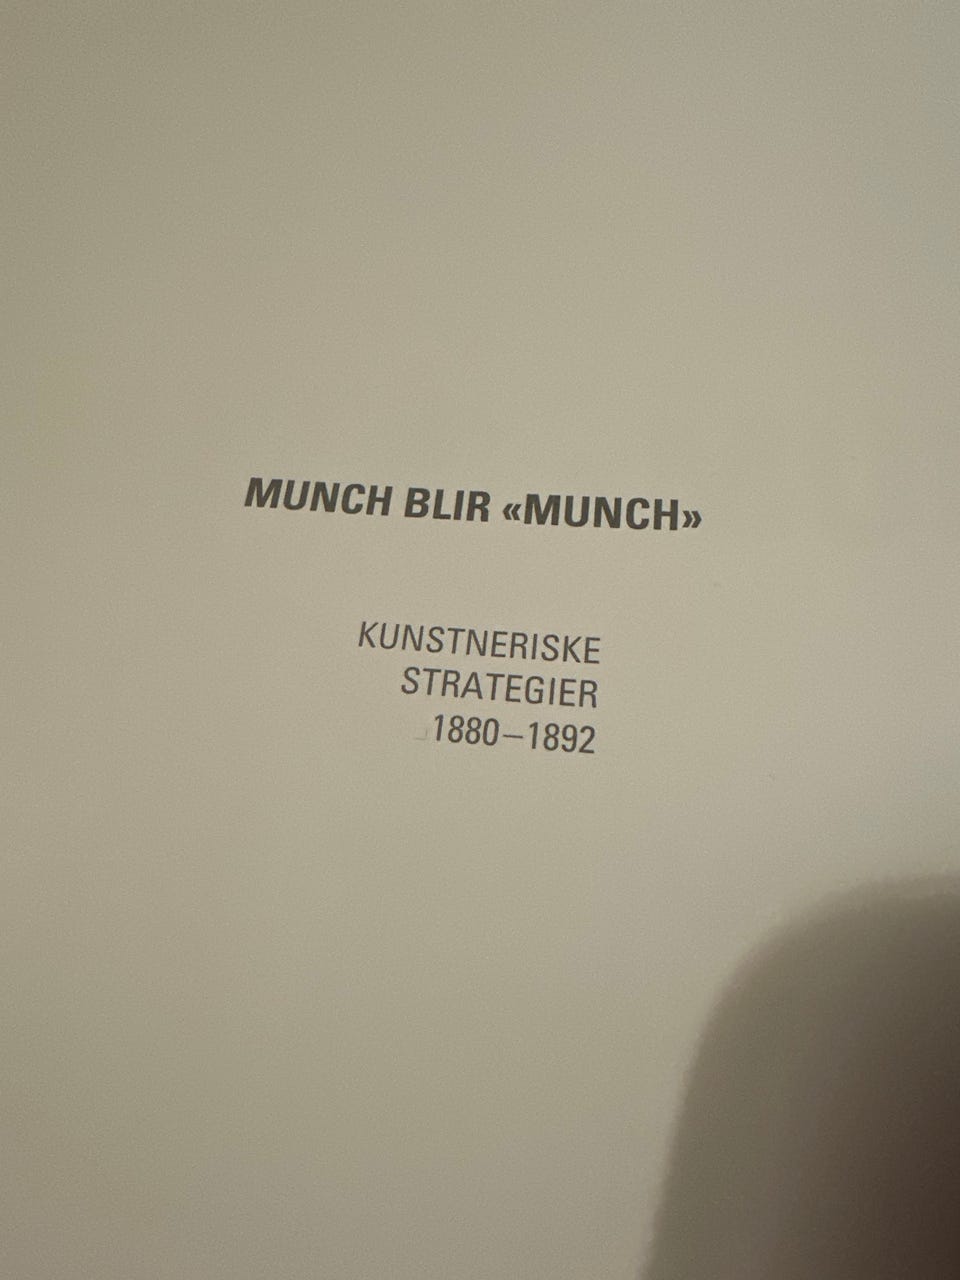 MUNCH BLIR «MUNCH»
KUNSTNERISKE
STRATEGIER
1880–1892